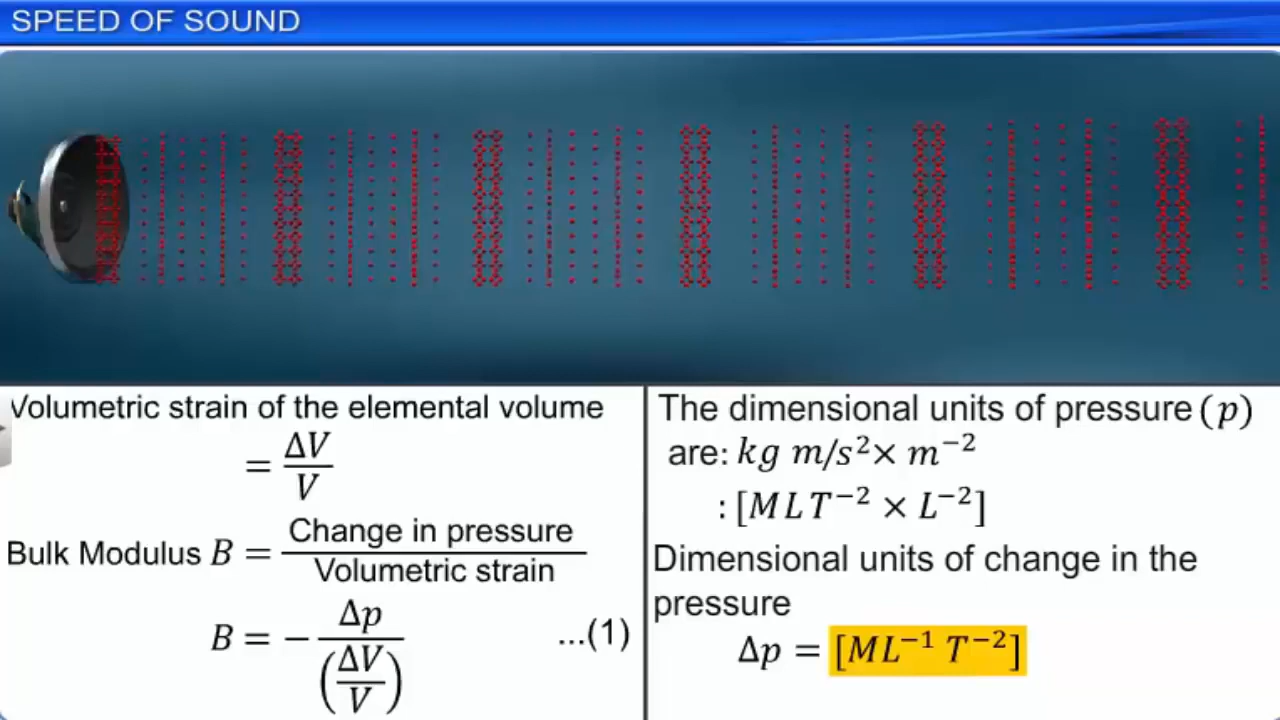 SPEED OF SOUND
Volumetric strain of the elemental volume
= ΔV/V
Bulk Modulus B = Change in pressure/Volumetric strain
B = − Δp/(ΔV/V) ...(1)
The dimensional units of pressure (p)
are: kg m/s² × m⁻²
: [MLT⁻² × L⁻²]
Dimensional units of change in the
pressure
Δp = [ML⁻¹ T⁻²]